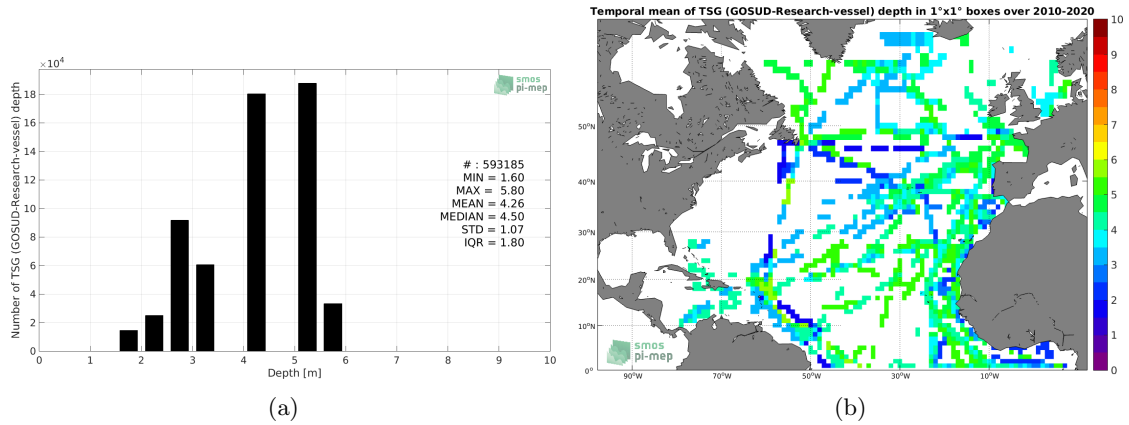 ×10⁴
18
16
14
12
10
8
6
4
2
0
Number of TSG (GOSUD-Research-vessel) depth
smos
pi-mep
# : 593185
MIN = 1.60
MAX = 5.80
MEAN = 4.26
MEDIAN = 4.50
STD = 1.07
IQR = 1.80
0 1 2 3 4 5 6 7 8 9 10
Depth [m]
(a)
Temporal mean of TSG (GOSUD-Research-vessel) depth in 1°x1° boxes over 2010-2020
50°N
40°N
30°N
20°N
10°N
0°
90°W 70°W 50°W 30°W 10°W
smos
pi-mep
10
9
8
7
6
5
4
3
2
1
0
(b)